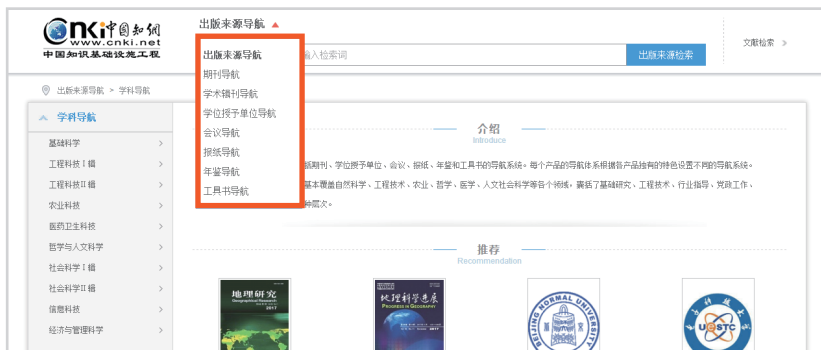 Cnki中国知网
www.cnki.net
中国知识基础设施工程
出版来源导航
出版来源导航
输入检索词
出版来源检索
文献检索 »
期刊导航
学术辑刊导航
学位授予单位导航
会议导航
报纸导航
年鉴导航
工具书导航
出版来源导航 > 学科导航
学科导航
基础科学 >
工程科技Ⅰ辑 >
工程科技Ⅱ辑 >
农业科技 >
医药卫生科技 >
哲学与人文科学 >
社会科学Ⅰ辑 >
社会科学Ⅱ辑 >
信息科技 >
经济与管理科学 >
介绍
Introduce
括期刊、学位授予单位、会议、报纸、年鉴和工具书的导航系统。每个产品的导航体系根据各产品独有的特色设置不同的导航系统。
基本覆盖自然科学、工程技术、农业、哲学、医学、人文社会科学等各个领域,囊括了基础研究、工程技术、行业指导、党政工作、
种层次。
推荐
Recommendation
地理研究
Geographical Research
2017
地理科学进展
PROGRESS IN GEOGRAPHY
2017
BEIJING NORMAL UNIVERSITY
电子科技大
UESTC